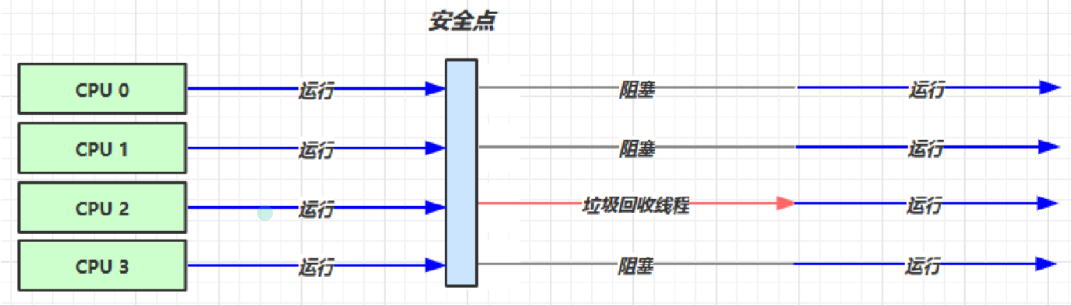 安全点
CPU 0 运行 阻塞 运行
CPU 1 运行 阻塞 运行
CPU 2 运行 垃圾回收线程 运行
CPU 3 运行 阻塞 运行